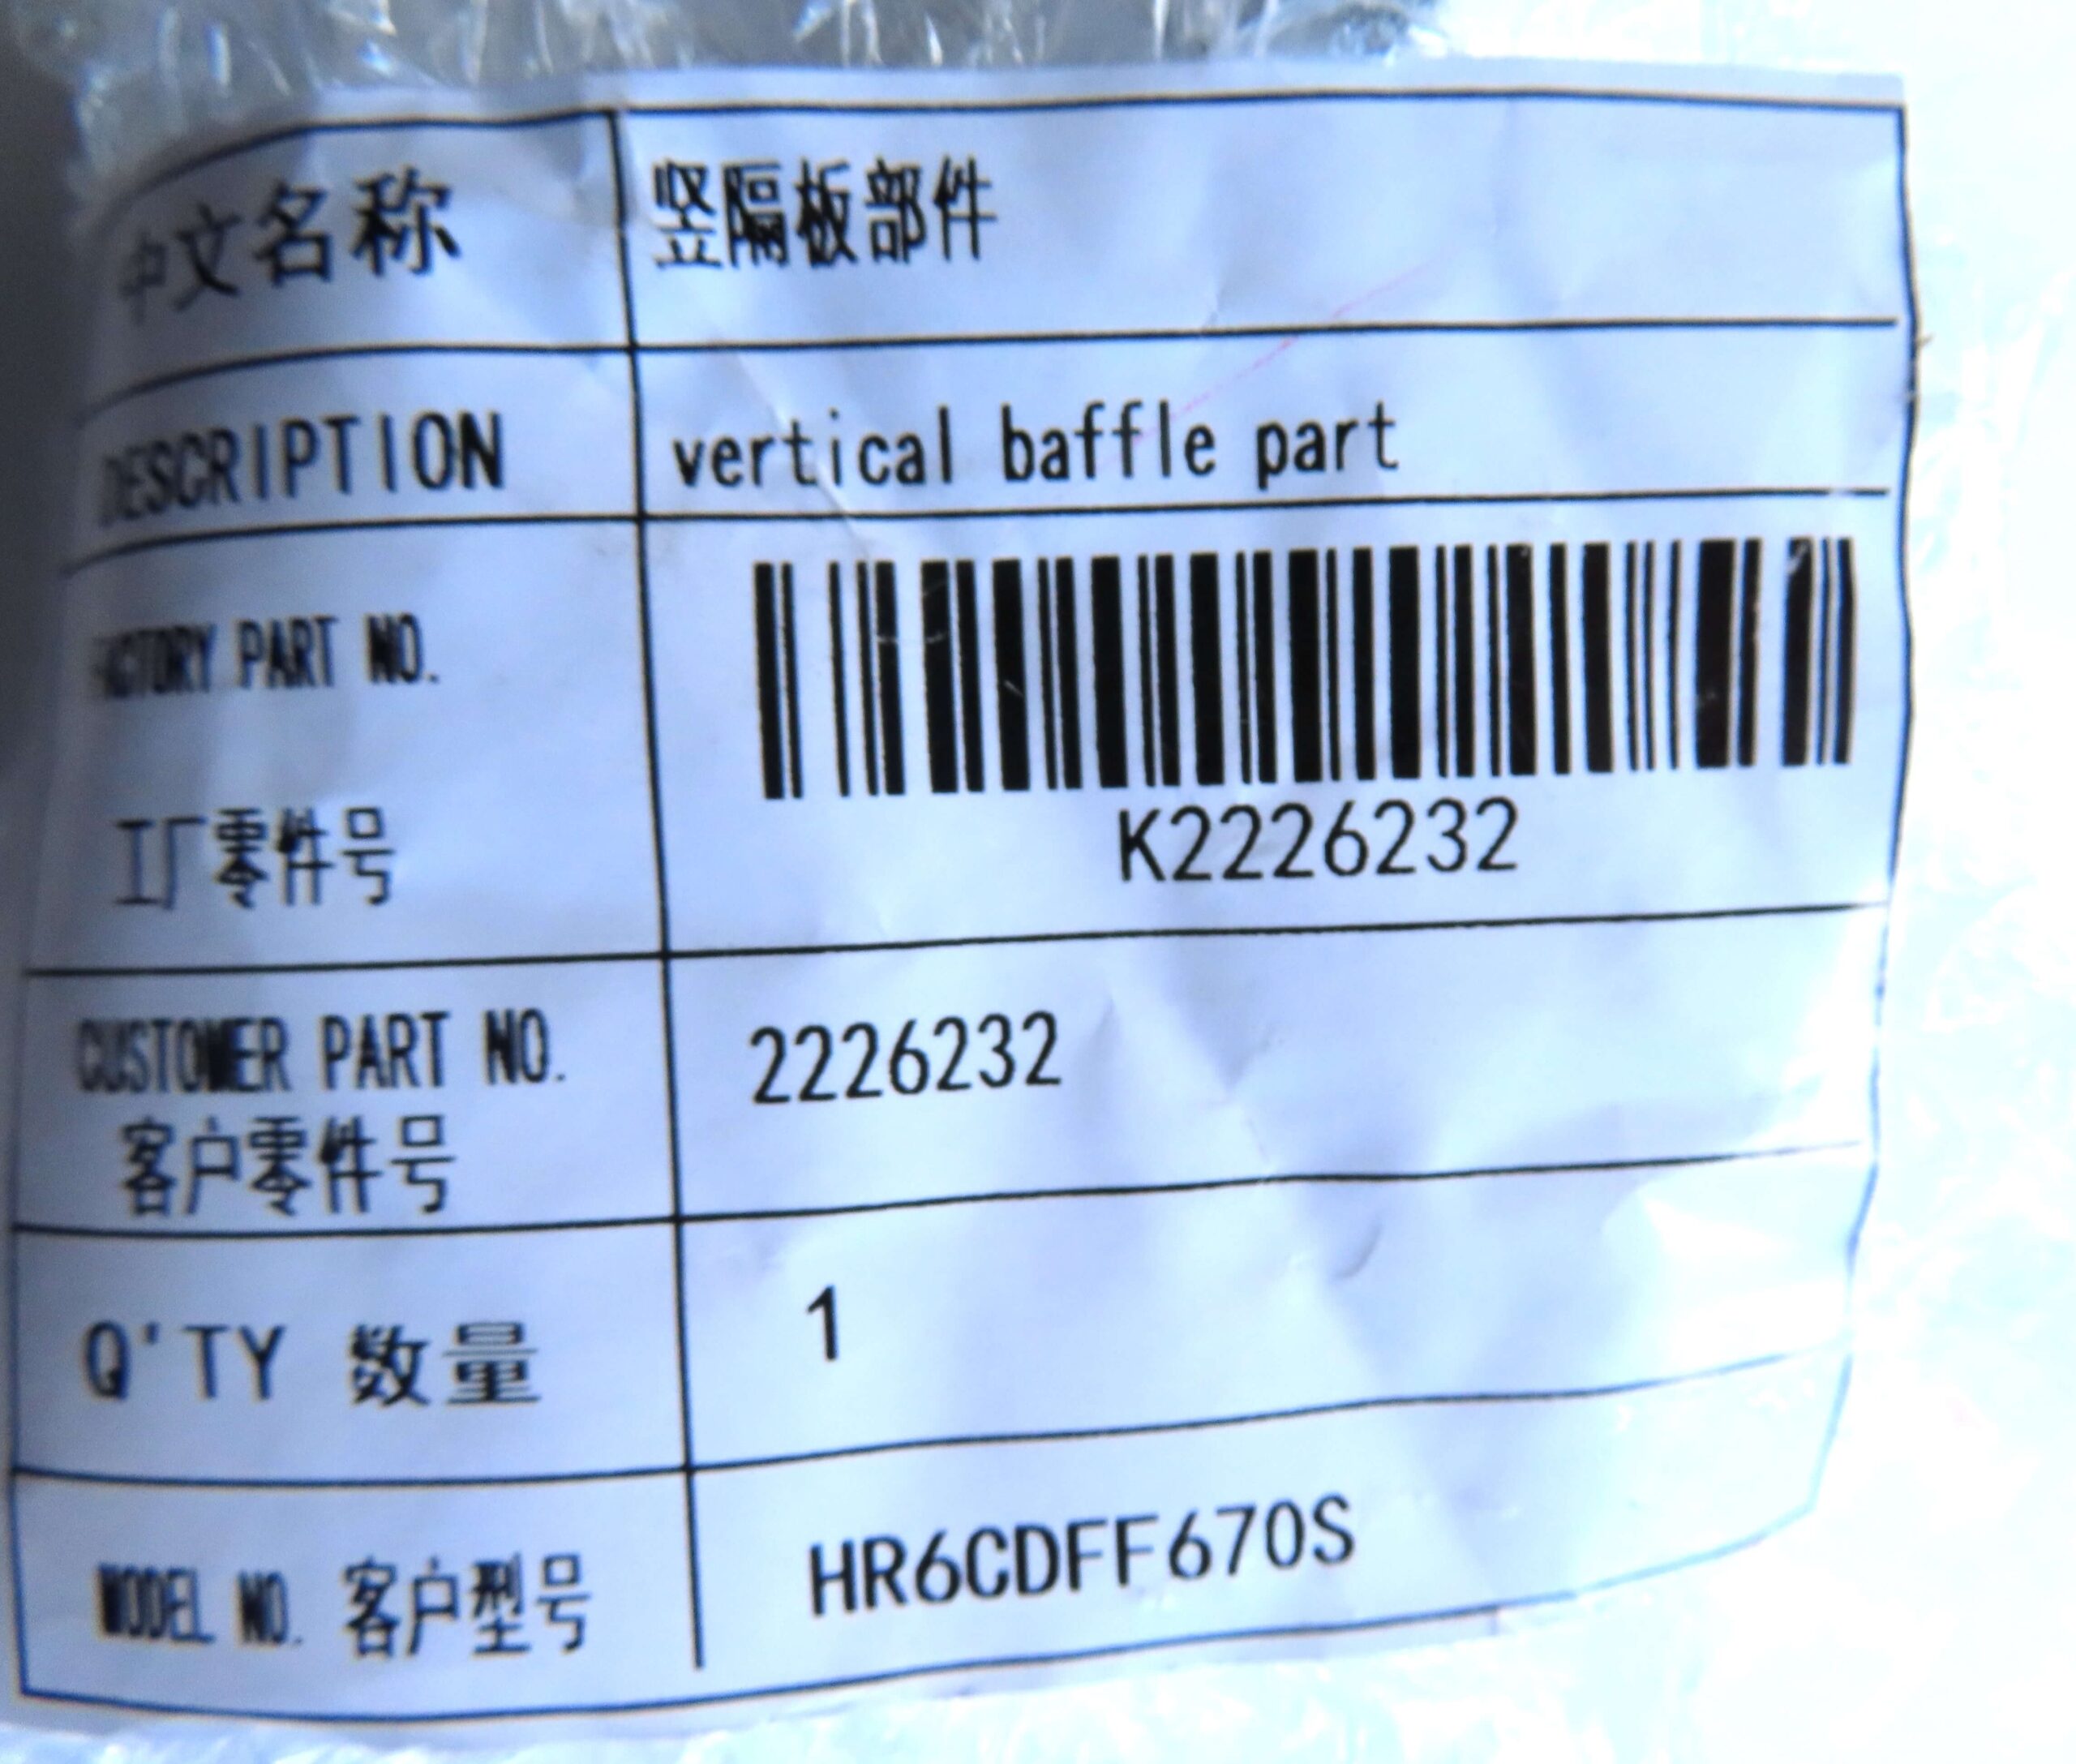 中文名称 竖隔板部件
DESCRIPTION vertical baffle part
FACTORY PART NO.
工厂零件号 K2226232
CUSTOMER PART NO. 2226232
客户零件号
Q'TY 数量 1
MODEL NO. 客户型号 HR6CDFF670S